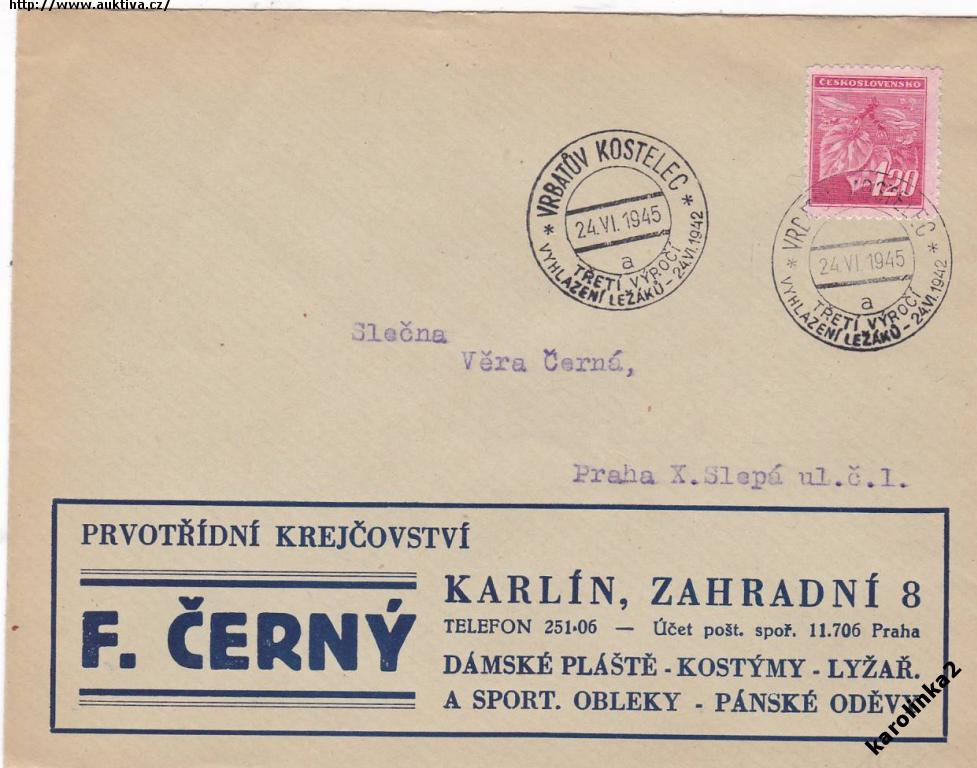 http://www.auktiva.cz/
ČESKOSLOVENSKO
1·20
* VRBATŮV KOSTELEC *
24.VI.1945
a
TŘETÍ VÝROČÍ
VYHLAZENÍ LEŽÁKŮ - 24.VI.1942
* VRB KOSTELEC *
24.VI.1945
a
TŘETÍ VÝROČÍ
VYHLAZENÍ LEŽÁKŮ - 24.VI.1942
Slečna
Věra Černá,
Praha X.Slepá ul.č.1.
PRVOTŘÍDNÍ KREJČOVSTVÍ
F. ČERNÝ
KARLÍN, ZAHRADNÍ 8
TELEFON 251-06 — Účet pošt. spoř. 11.706 Praha
DÁMSKÉ PLÁŠTĚ - KOSTÝMY - LYŽAŘ.
A SPORT. OBLEKY - PÁNSKÉ ODĚVY
karolinka2